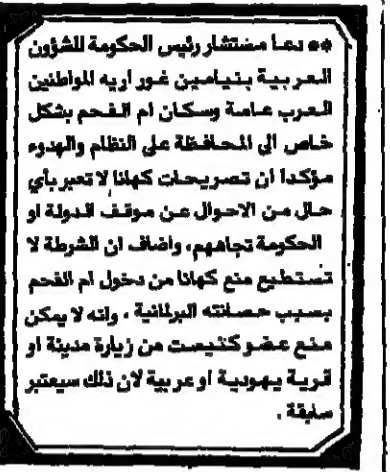 ** دعا مستشار رئيس الحكومة للشؤون
العربية بنيامين غور اريه المواطنين
العرب عامة وسكان ام الفحم بشكل
خاص الى المحافظة على النظام والهدوء
مؤكدا ان تصريحات كهانا لا تعبر بأي
حال من الاحوال عن موقف الدولة او
الحكومة تجاههم، واضاف ان الشرطة لا
تستطيع منع كهانا من دخول ام الفحم
بسبب حصانته البرلمانية ، وانه لا يمكن
منع عضو كنيست من زيارة مدينة او
قرية يهودية او عربية لان ذلك سيعتبر
سابقة .